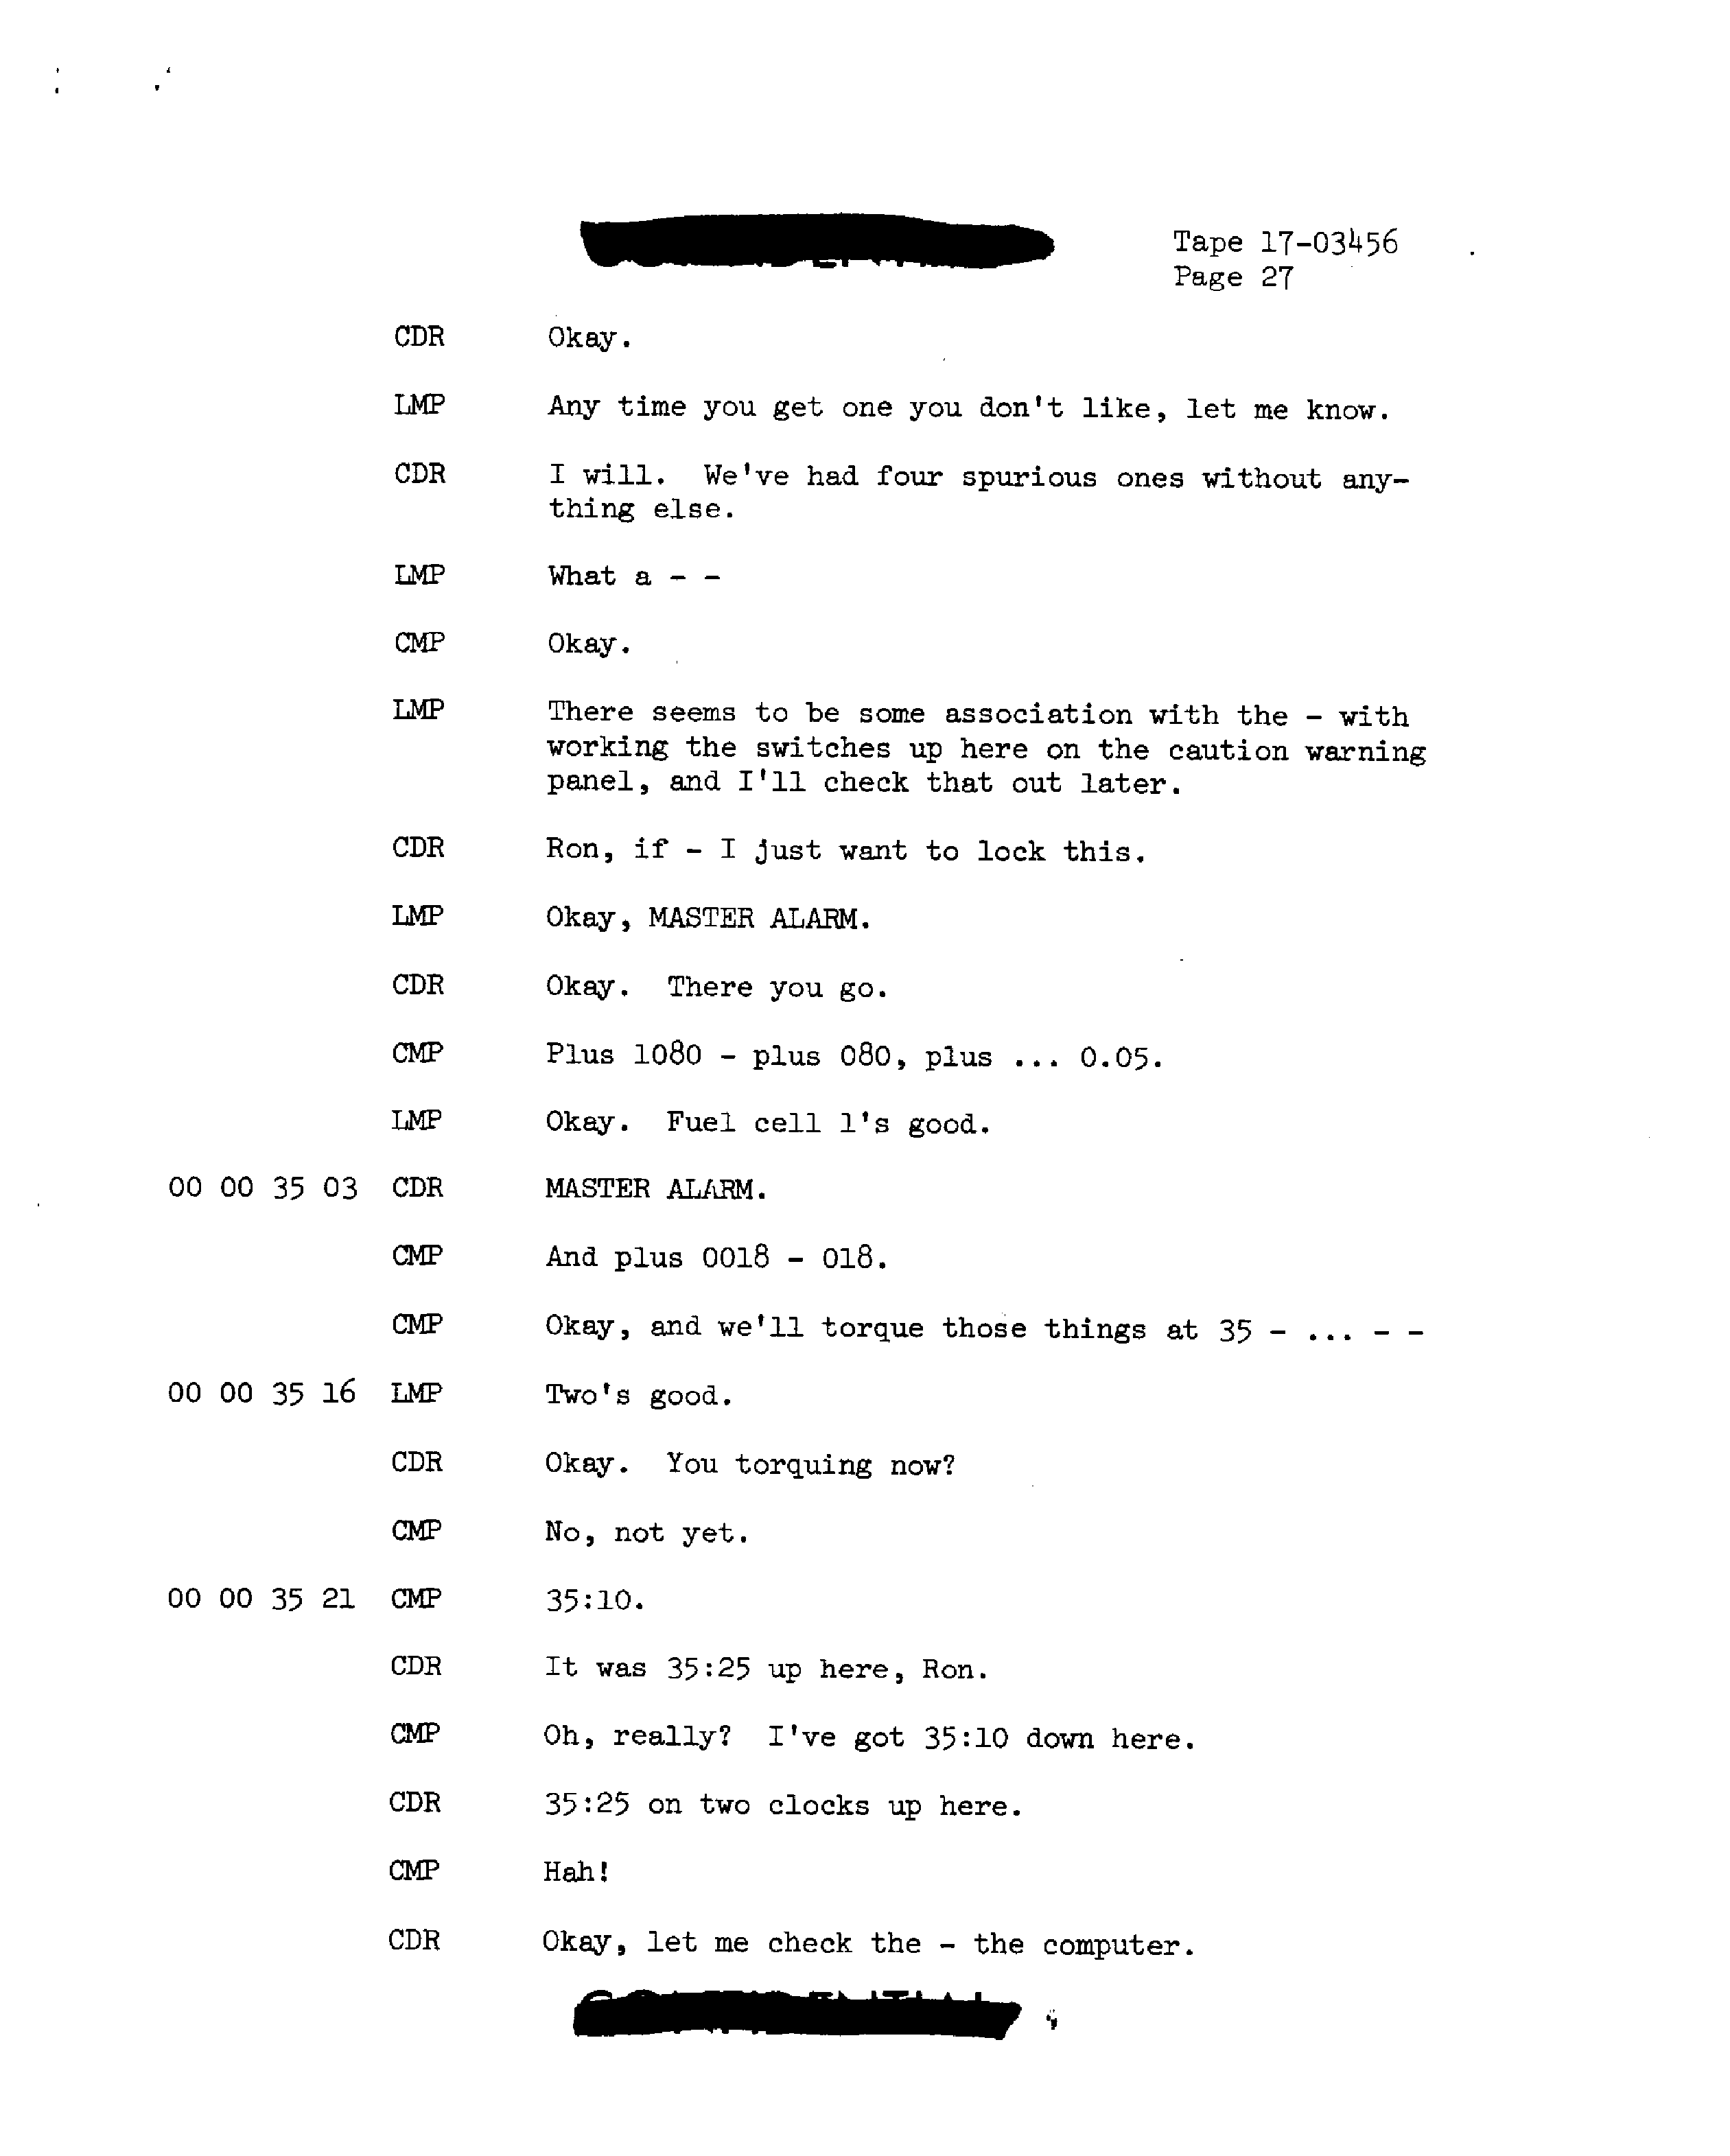 Tape 17-03456
Page 27
CDR Okay.
LMP Any time you get one you don't like, let me know.
CDR I will. We've had four spurious ones without any-
thing else.
LMP What a - -
CMP Okay.
LMP There seems to be some association with the - with
working the switches up here on the caution warning
panel, and I'll check that out later.
CDR Ron, if - I just want to lock this.
LMP Okay, MASTER ALARM.
CDR Okay. There you go.
CMP Plus 1080 - plus 080, plus ... 0.05.
LMP Okay. Fuel cell 1's good.
00 00 35 03 CDR MASTER ALARM.
CMP And plus 0018 - 018.
CMP Okay, and we'll torque those things at 35 - ... - -
00 00 35 16 LMP Two's good.
CDR Okay. You torquing now?
CMP No, not yet.
00 00 35 21 CMP 35:10.
CDR It was 35:25 up here, Ron.
CMP Oh, really? I've got 35:10 down here.
CDR 35:25 on two clocks up here.
CMP Hah!
CDR Okay, let me check the - the computer.